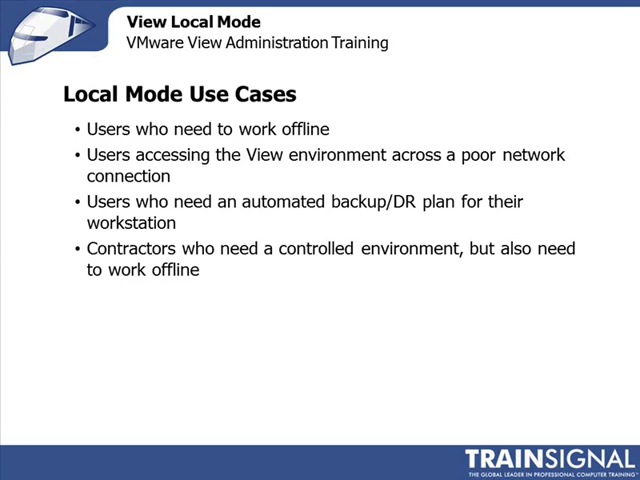 View Local Mode
VMware View Administration Training
Local Mode Use Cases
• Users who need to work offline
• Users accessing the View environment across a poor network
connection
• Users who need an automated backup/DR plan for their
workstation
• Contractors who need a controlled environment, but also need
to work offline
TRAINSIGNAL
THE GLOBAL LEADER IN PROFESSIONAL COMPUTER TRAINING™